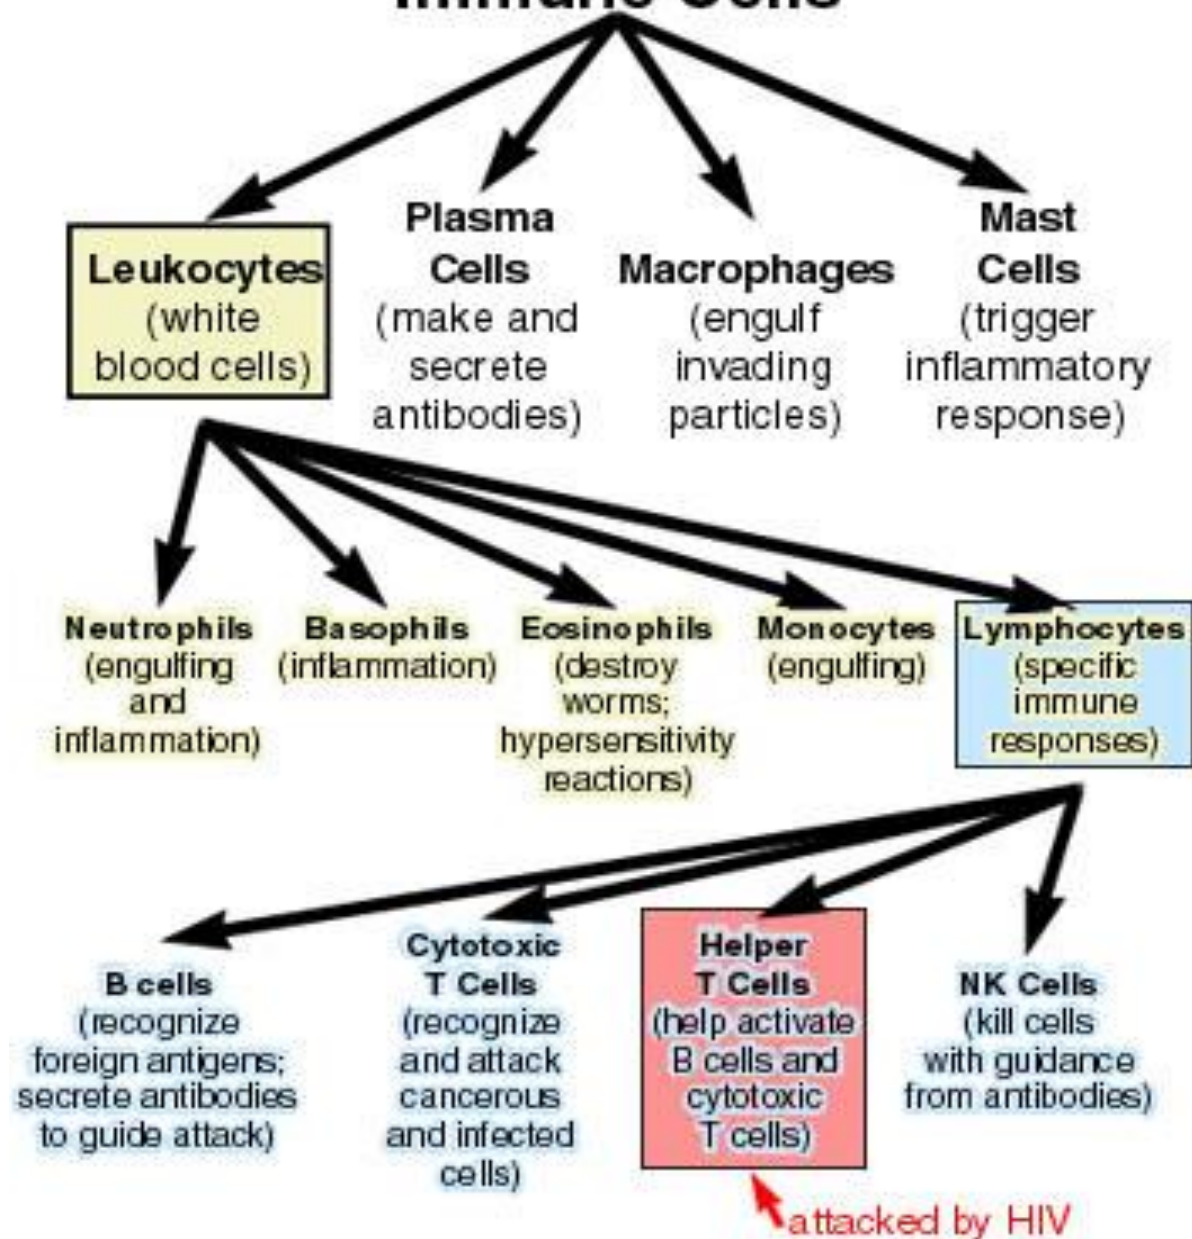 Immune Cells
Leukocytes
(white
blood cells)
Plasma
Cells
(make and
secrete
antibodies)
Macrophages
(engulf
invading
particles)
Mast
Cells
(trigger
inflammatory
response)
Neutrophils
(engulfing
and
inflammation)
Basophils
(inflammation)
Eosinophils
(destroy
worms;
hypersensitivity
reactions)
Monocytes
(engulfing)
Lymphocytes
(specific
immune
responses)
B cells
(recognize
foreign antigens;
secrete antibodies
to guide attack)
Cytotoxic
T Cells
(recognize
and attack
cancerous
and infected
cells)
Helper
T Cells
(help activate
B cells and
cytotoxic
T cells)
NK Cells
(kill cells
with guidance
from antibodies)
attacked by HIV